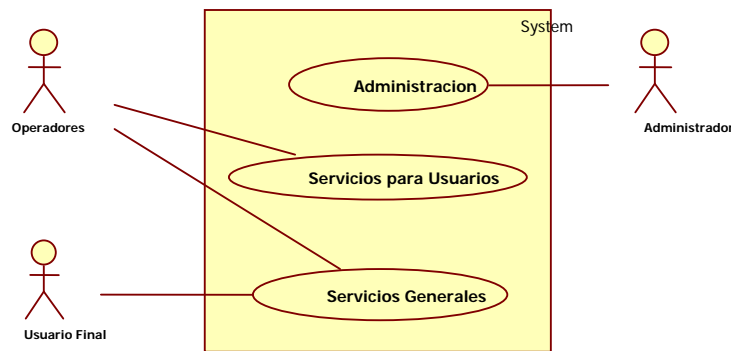 System
Administracion
Operadores
Administrador
Servicios para Usuarios
Servicios Generales
Usuario Final